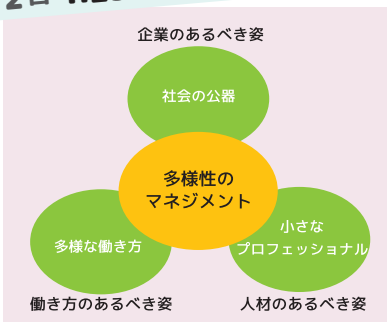 企業のあるべき姿
社会の公器
多様性の
マネジメント
多様な働き方
小さな
プロフェッショナル
働き方のあるべき姿
人材のあるべき姿